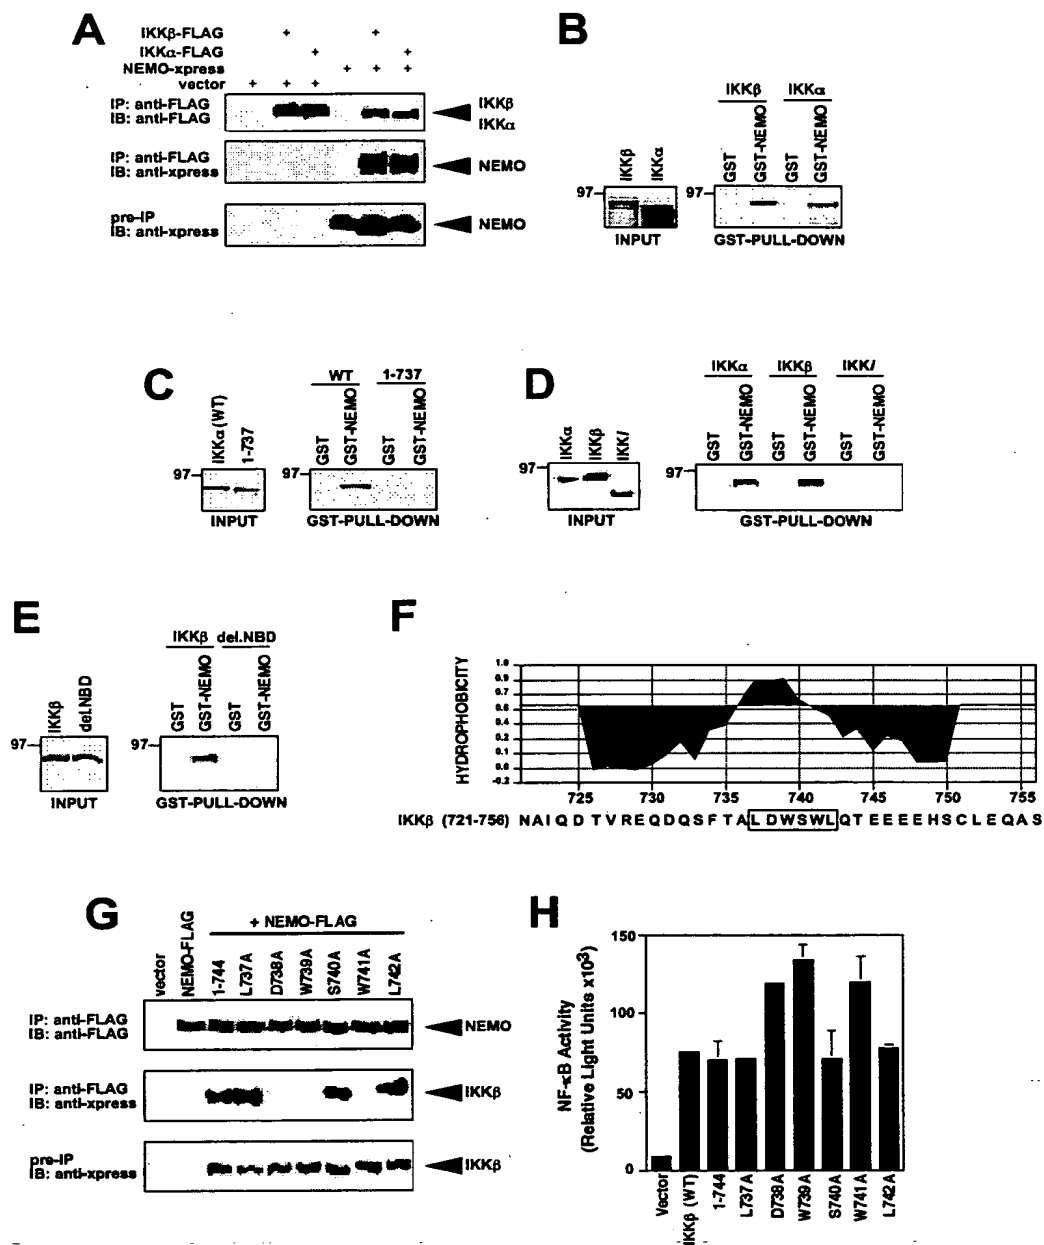 A
IKKβ-FLAG + +
IKKα-FLAG + +
NEMO-xpress + + +
vector + + +
IP: anti-FLAG
IB: anti-FLAG
IKKβ
IKKα
IP: anti-FLAG
IB: anti-xpress
NEMO
pre-IP
IB: anti-xpress
NEMO
B
IKKβ IKKα
97
INPUT
IKKβ IKKα
GST GST-NEMO GST GST-NEMO
97
GST-PULL-DOWN
C
IKKα (WT) 1-737
97
INPUT
WT 1-737
GST GST-NEMO GST GST-NEMO
97
GST-PULL-DOWN
D
IKKα IKKβ IKKi
97
INPUT
IKKα IKKβ IKKi
GST GST-NEMO GST GST-NEMO GST GST-NEMO
97
GST-PULL-DOWN
E
IKKβ del.NBD
97
INPUT
IKKβ del.NBD
GST GST-NEMO GST GST-NEMO
97
GST-PULL-DOWN
F
HYDROPHOBICITY
1.0
0.9
0.7
0.6
0.4
0.3
0.1
0.0
-0.2
725 730 735 740 745 750 755
IKKβ (721-756) NAIQDTVREQDQSFTALDWSWLQTEEEEHSCLEQAS
G
+ NEMO-FLAG
vector NEMO-FLAG 1-744 L737A D738A W739A S740A W741A L742A
IP: anti-FLAG
IB: anti-FLAG
NEMO
IP: anti-FLAG
IB: anti-xpress
IKKβ
pre-IP
IB: anti-xpress
IKKβ
H
NF-κB Activity
(Relative Light Units x10³)
150
100
50
0
Vector IKKβ (WT) 1-744 L737A D738A W739A S740A W741A L742A